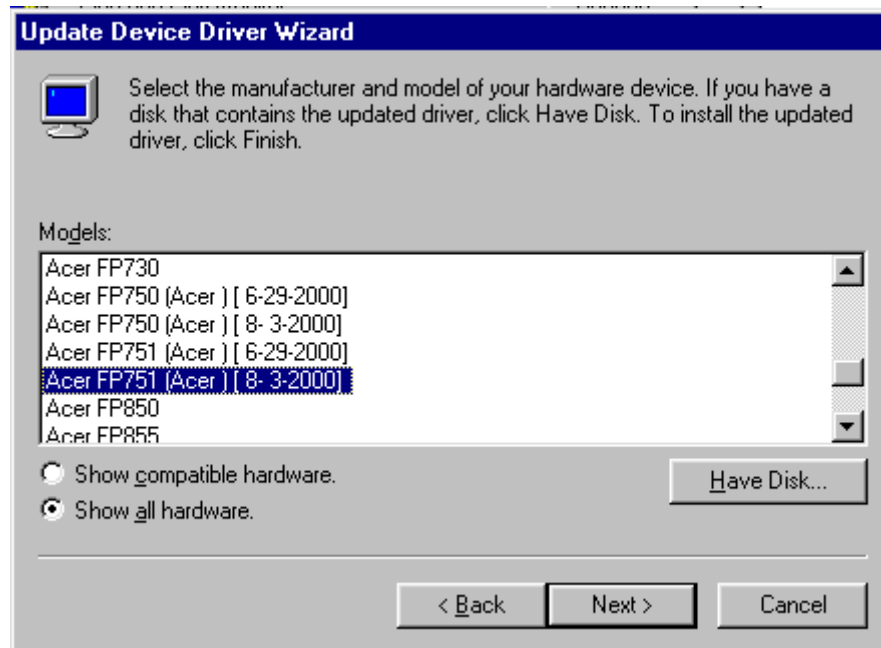 Update Device Driver Wizard
Select the manufacturer and model of your hardware device. If you have a
disk that contains the updated driver, click Have Disk. To install the updated
driver, click Finish.
Models:
Acer FP730
Acer FP750 (Acer ) [ 6-29-2000]
Acer FP750 (Acer ) [ 8- 3-2000]
Acer FP751 (Acer ) [ 6-29-2000]
Acer FP751 (Acer ) [ 8- 3-2000]
Acer FP850
Acer FP855
Show compatible hardware.
Show all hardware.
Have Disk...
< Back
Next >
Cancel